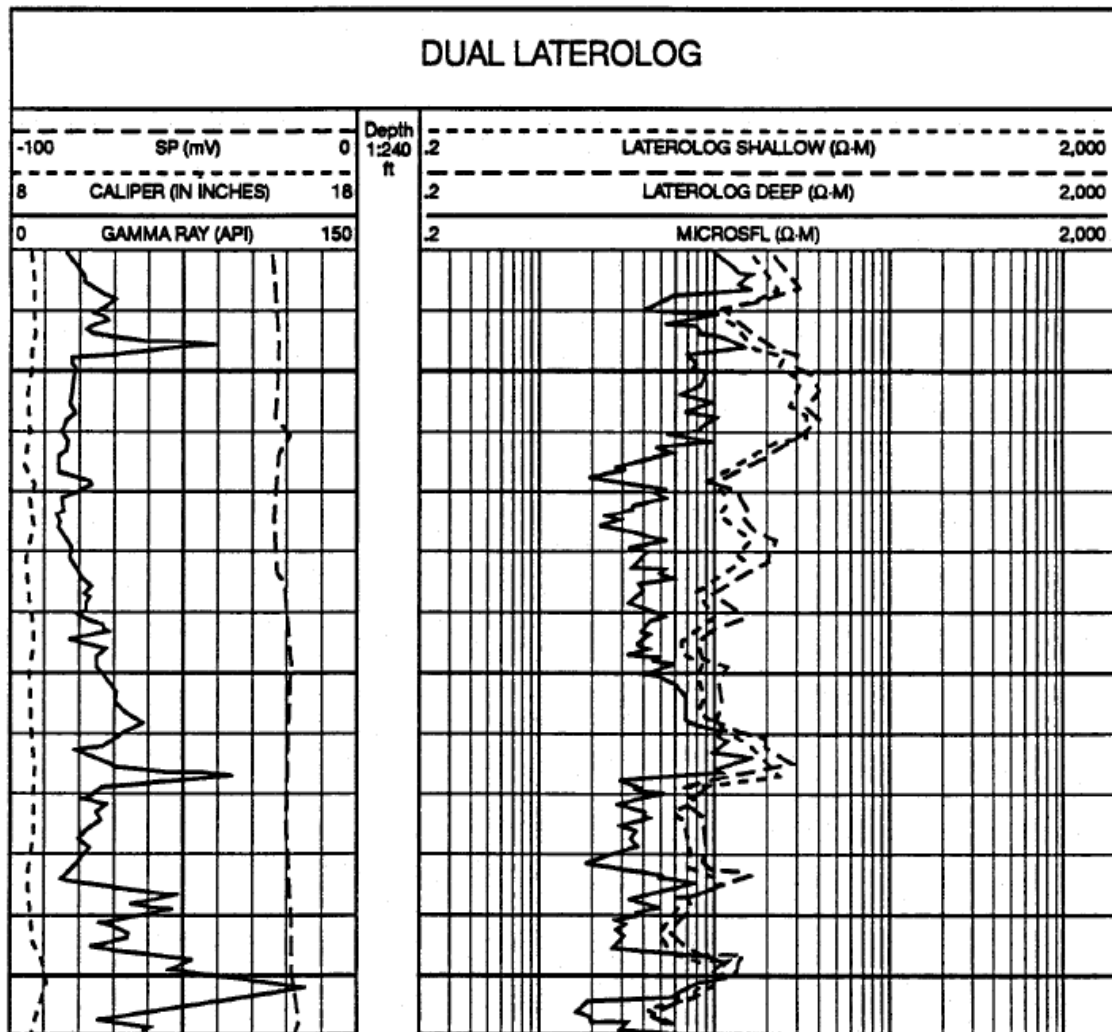 DUAL LATEROLOG
-100 SP (mV) 0
8 CALIPER (IN INCHES) 18
0 GAMMA RAY (API) 150
Depth
1:240
ft
.2 LATEROLOG SHALLOW (Ω·M) 2,000
.2 LATEROLOG DEEP (Ω·M) 2,000
.2 MICROSFL (Ω·M) 2,000